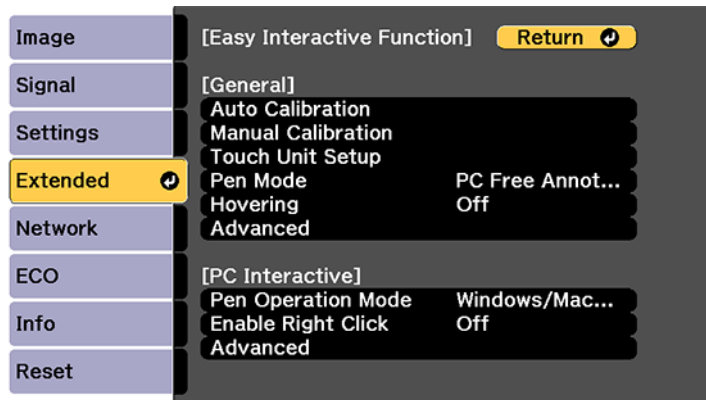 Image
Signal
Settings
Extended
Network
ECO
Info
Reset
[Easy Interactive Function] Return
[General]
Auto Calibration
Manual Calibration
Touch Unit Setup
Pen Mode PC Free Annot...
Hovering Off
Advanced
[PC Interactive]
Pen Operation Mode Windows/Mac...
Enable Right Click Off
Advanced